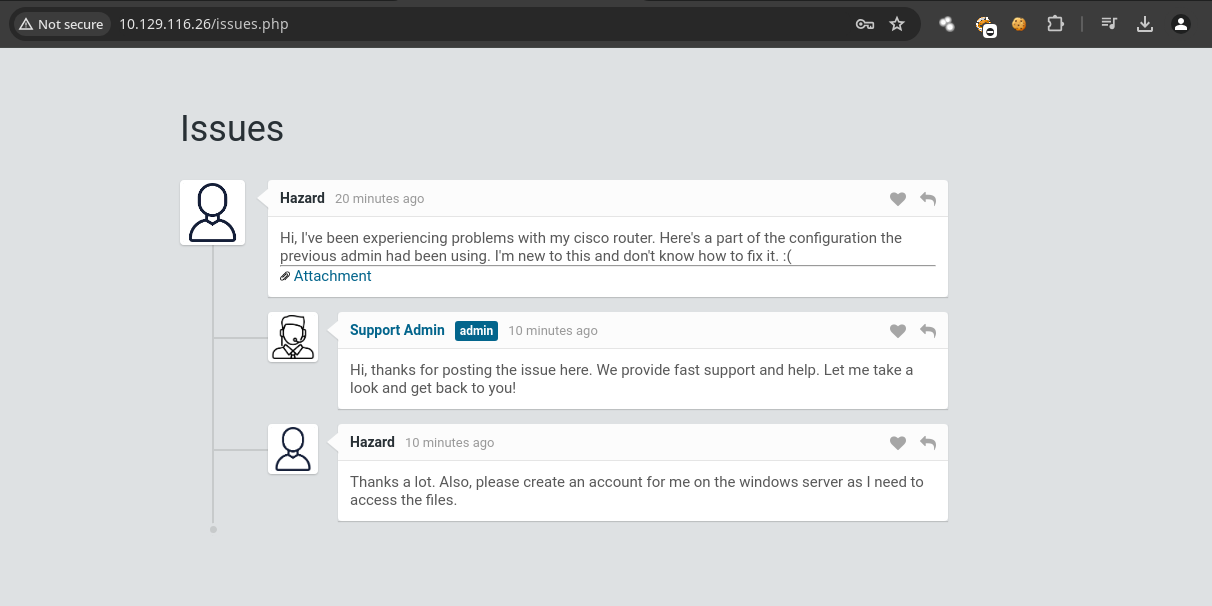 Not secure 10.129.116.26/issues.php
Issues
Hazard 20 minutes ago
Hi, I've been experiencing problems with my cisco router. Here's a part of the configuration the
previous admin had been using. I'm new to this and don't know how to fix it. :(
Attachment
Support Admin admin 10 minutes ago
Hi, thanks for posting the issue here. We provide fast support and help. Let me take a
look and get back to you!
Hazard 10 minutes ago
Thanks a lot. Also, please create an account for me on the windows server as I need to
access the files.